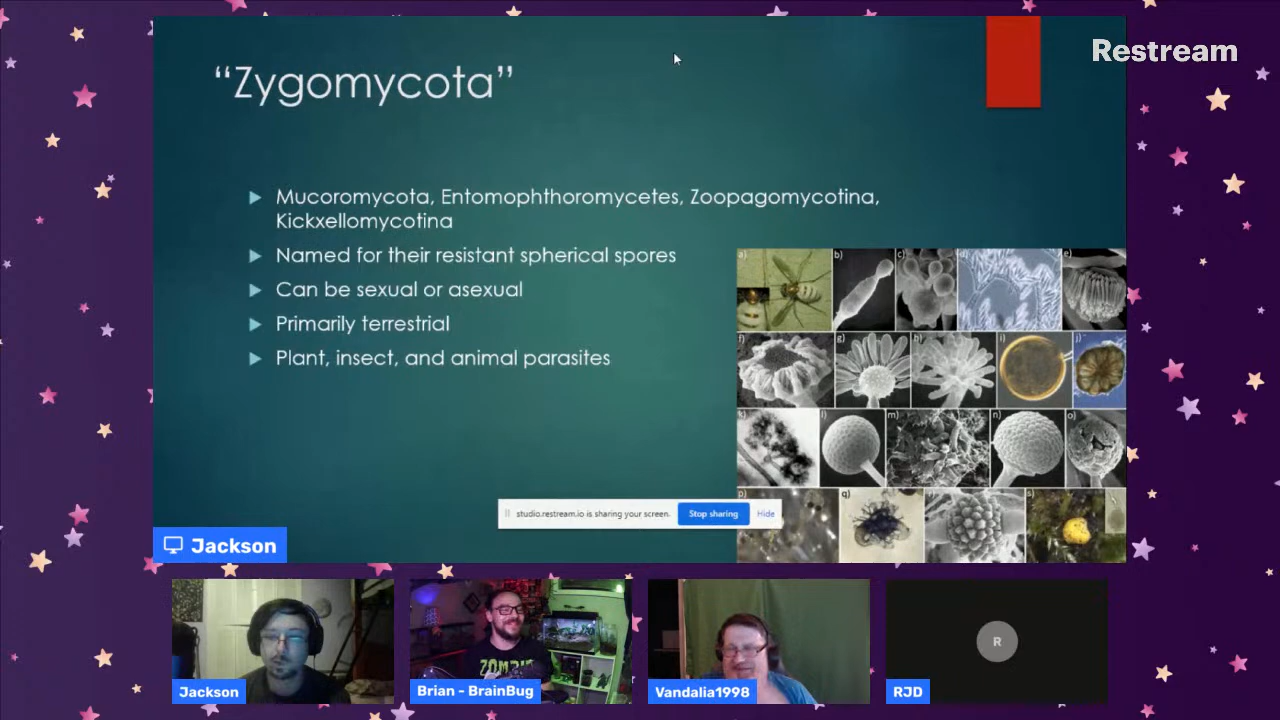 Restream
“Zygomycota”
Mucoromycota, Entomophthoromycetes, Zoopagomycotina,
Kickxellomycotina
Named for their resistant spherical spores
Can be sexual or asexual
Primarily terrestrial
Plant, insect, and animal parasites
a) b) c) e)
f) g) h) i) j)
k) l) m) n) o)
p) q) s)
studio.restream.io is sharing your screen. Stop sharing Hide
Jackson
R
ZOMBIE
Jackson
Brian - BrainBug
Vandalia1998
RJD